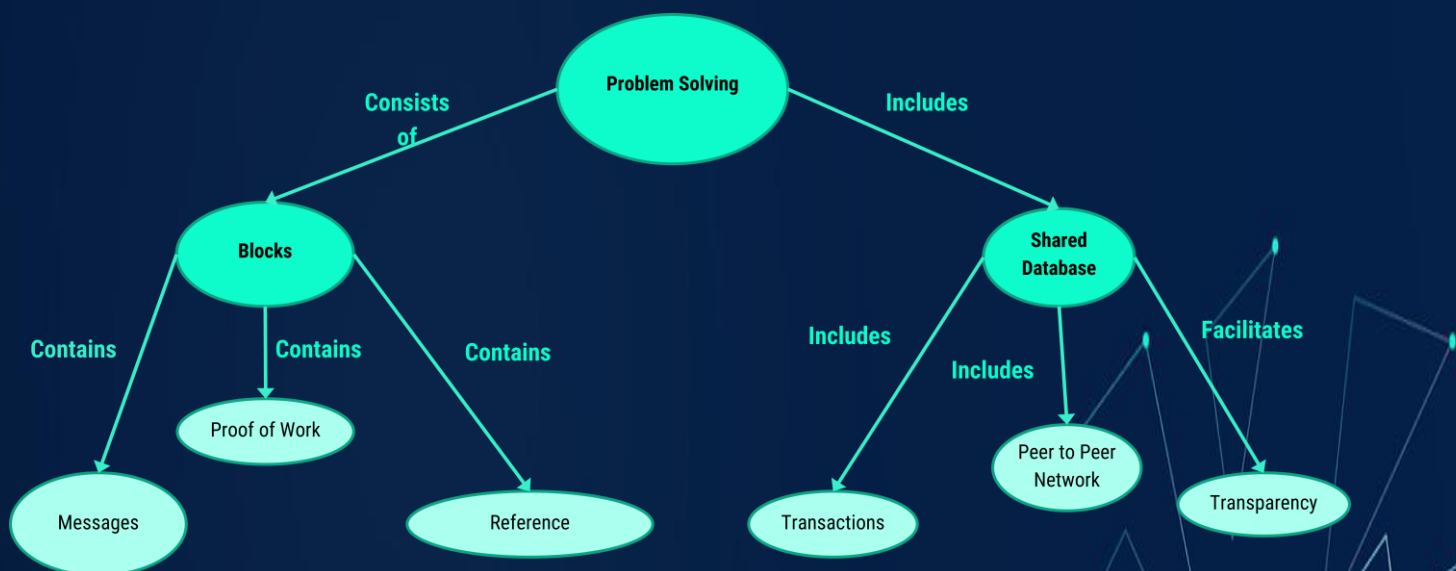 Problem Solving
Consists
of
Includes
Blocks
Shared
Database
Contains
Contains
Contains
Includes
Includes
Facilitates
Proof of Work
Messages
Reference
Transactions
Peer to Peer
Network
Transparency